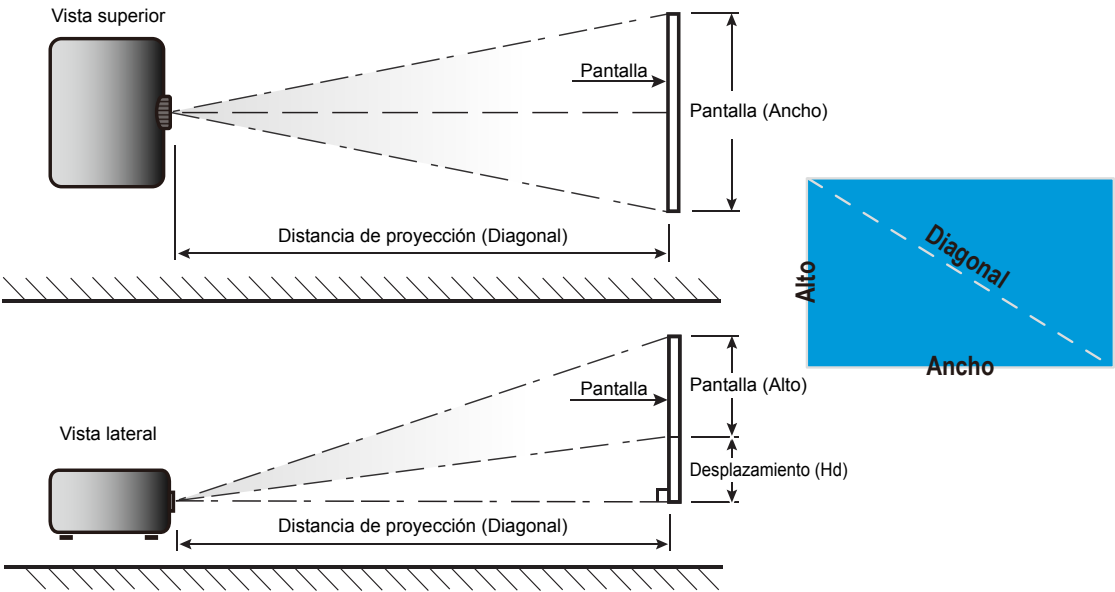 Vista superior
Pantalla
Pantalla (Ancho)
Distancia de proyección (Diagonal)
Diagonal
Alto
Ancho
Vista lateral
Pantalla
Pantalla (Alto)
Desplazamiento (Hd)
Distancia de proyección (Diagonal)